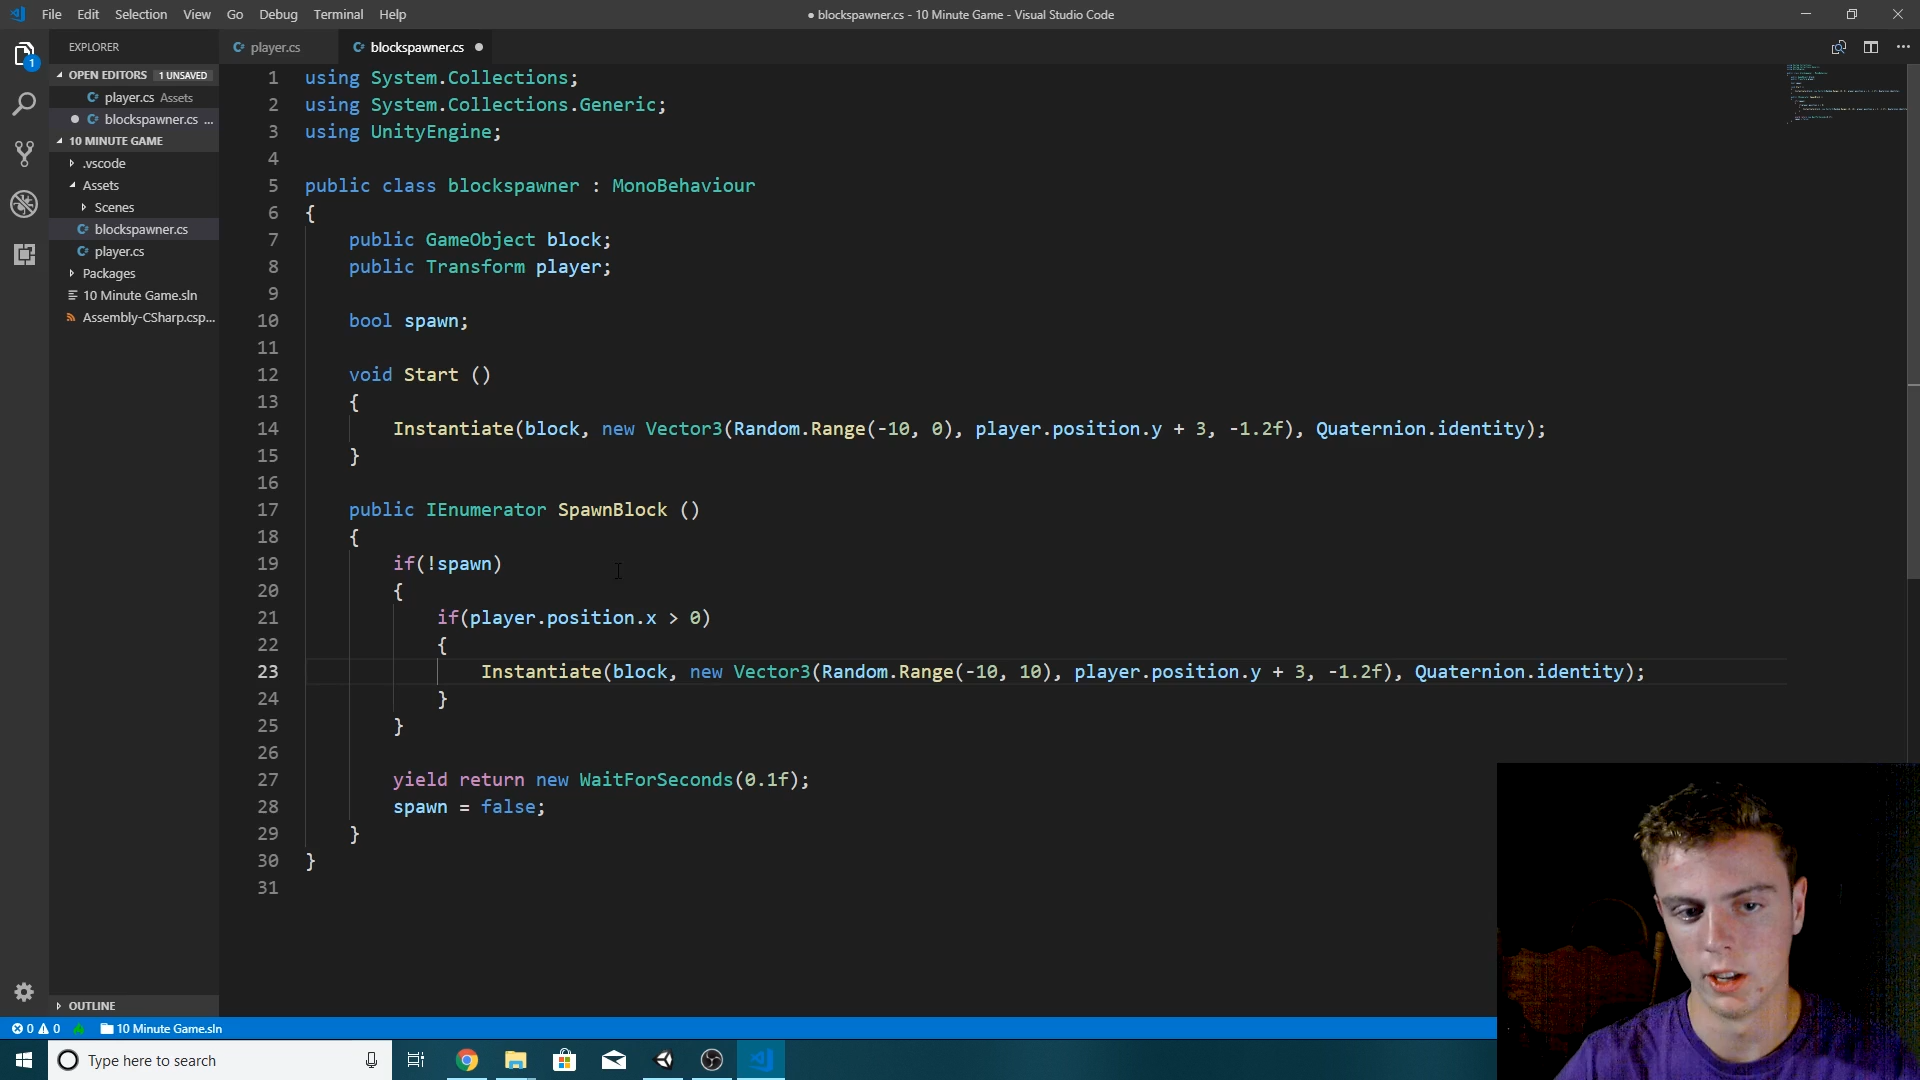 File Edit Selection View Go Debug Terminal Help
● blockspawner.cs - 10 Minute Game - Visual Studio Code
EXPLORER
player.cs
blockspawner.cs
OPEN EDITORS 1 UNSAVED
player.cs Assets
blockspawner.cs ...
10 MINUTE GAME
.vscode
Assets
Scenes
blockspawner.cs
player.cs
Packages
10 Minute Game.sln
Assembly-CSharp.csp...
OUTLINE
1
1 using System.Collections;
2 using System.Collections.Generic;
3 using UnityEngine;
4
5 public class blockspawner : MonoBehaviour
6 {
7 public GameObject block;
8 public Transform player;
9
10 bool spawn;
11
12 void Start ()
13 {
14 Instantiate(block, new Vector3(Random.Range(-10, 0), player.position.y + 3, -1.2f), Quaternion.identity);
15 }
16
17 public IEnumerator SpawnBlock ()
18 {
19 if(!spawn)
20 {
21 if(player.position.x > 0)
22 {
23 Instantiate(block, new Vector3(Random.Range(-10, 10), player.position.y + 3, -1.2f), Quaternion.identity);
24 }
25 }
26
27 yield return new WaitForSeconds(0.1f);
28 spawn = false;
29 }
30 }
31
0 0 10 Minute Game.sln
Type here to search